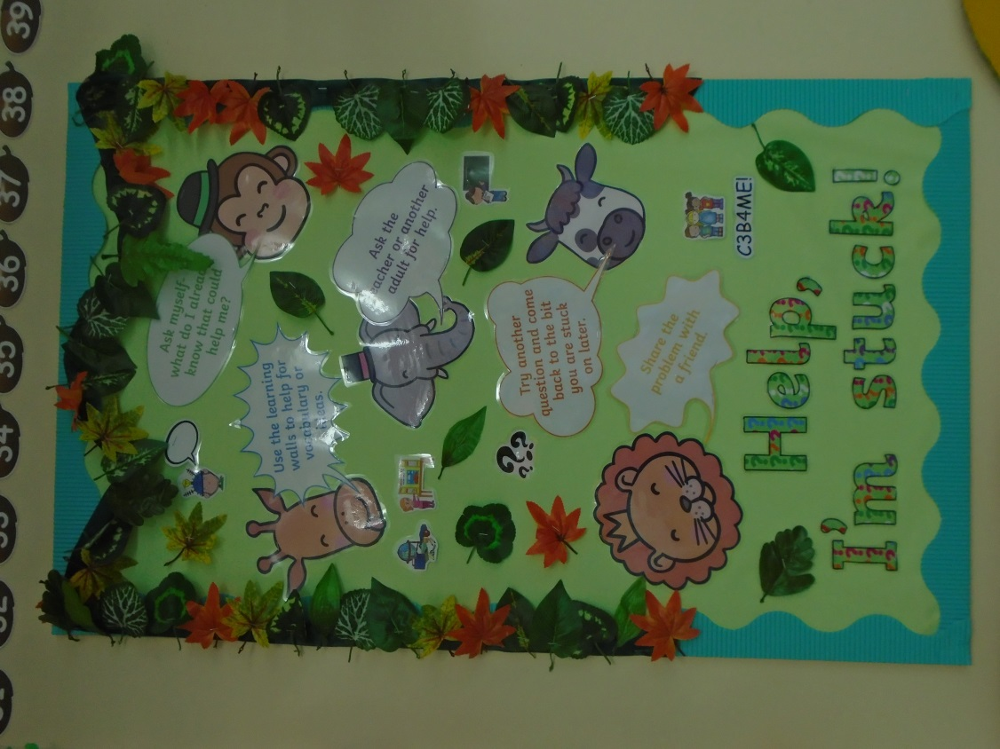 32 33 34 35 36 37 38 39
Ask myself-
what do I already
know that could
help me?
Use the learning
walls to help for
vocabulary or
ideas.
Ask the
teacher or another
adult for help.
Try another
question and come
back to the bit
you are stuck
on later.
Share the
problem with
a friend.
C3B4ME!
Help,
I'm stuck!